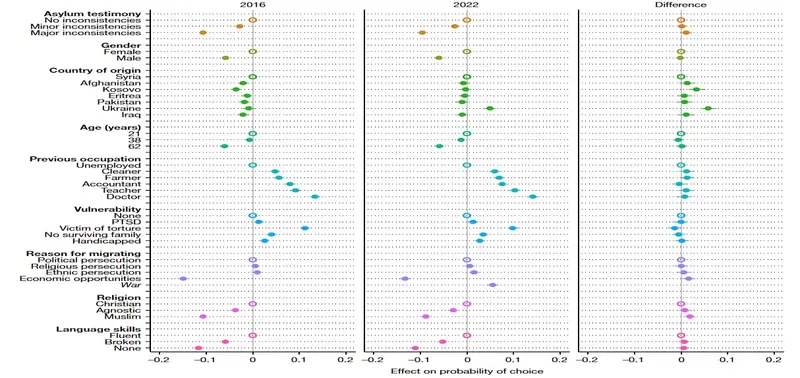 2016 2022 Difference
Asylum testimony
No inconsistencies
Minor inconsistencies
Major inconsistencies
Gender
Female
Male
Country of origin
Syria
Afghanistan
Kosovo
Eritrea
Pakistan
Ukraine
Iraq
Age (years)
21
38
62
Previous occupation
Unemployed
Cleaner
Farmer
Accountant
Teacher
Doctor
Vulnerability
None
PTSD
Victim of torture
No surviving family
Handicapped
Reason for migrating
Political persecution
Religious persecution
Ethnic persecution
Economic opportunities
War
Religion
Christian
Agnostic
Muslim
Language skills
Fluent
Broken
None
−0.2 −0.1 0 0.1 0.2 −0.2 −0.1 0 0.1 0.2 −0.2 −0.1 0 0.1 0.2
Effect on probability of choice